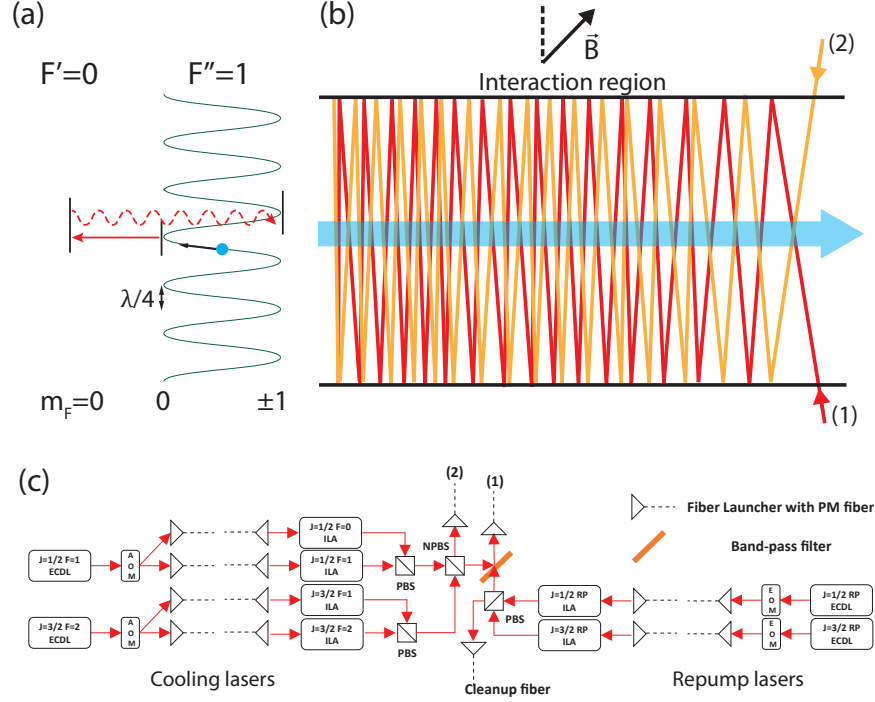 (a)
F'=0
F''=1
λ/4
m_F=0
0
±1
(b)
B⃗
Interaction region
(2)
(1)
(c)
(2)
(1)
Fiber Launcher with PM fiber
Band-pass filter
J=1/2 F=1
ECDL
AOM
J=1/2 F=0
ILA
J=1/2 F=1
ILA
PBS
NPBS
J=3/2 F=2
ECDL
AOM
J=3/2 F=1
ILA
J=3/2 F=2
ILA
PBS
PBS
J=1/2 RP
ILA
J=3/2 RP
ILA
EOM
EOM
J=1/2 RP
ECDL
J=3/2 RP
ECDL
Cooling lasers
Cleanup fiber
Repump lasers